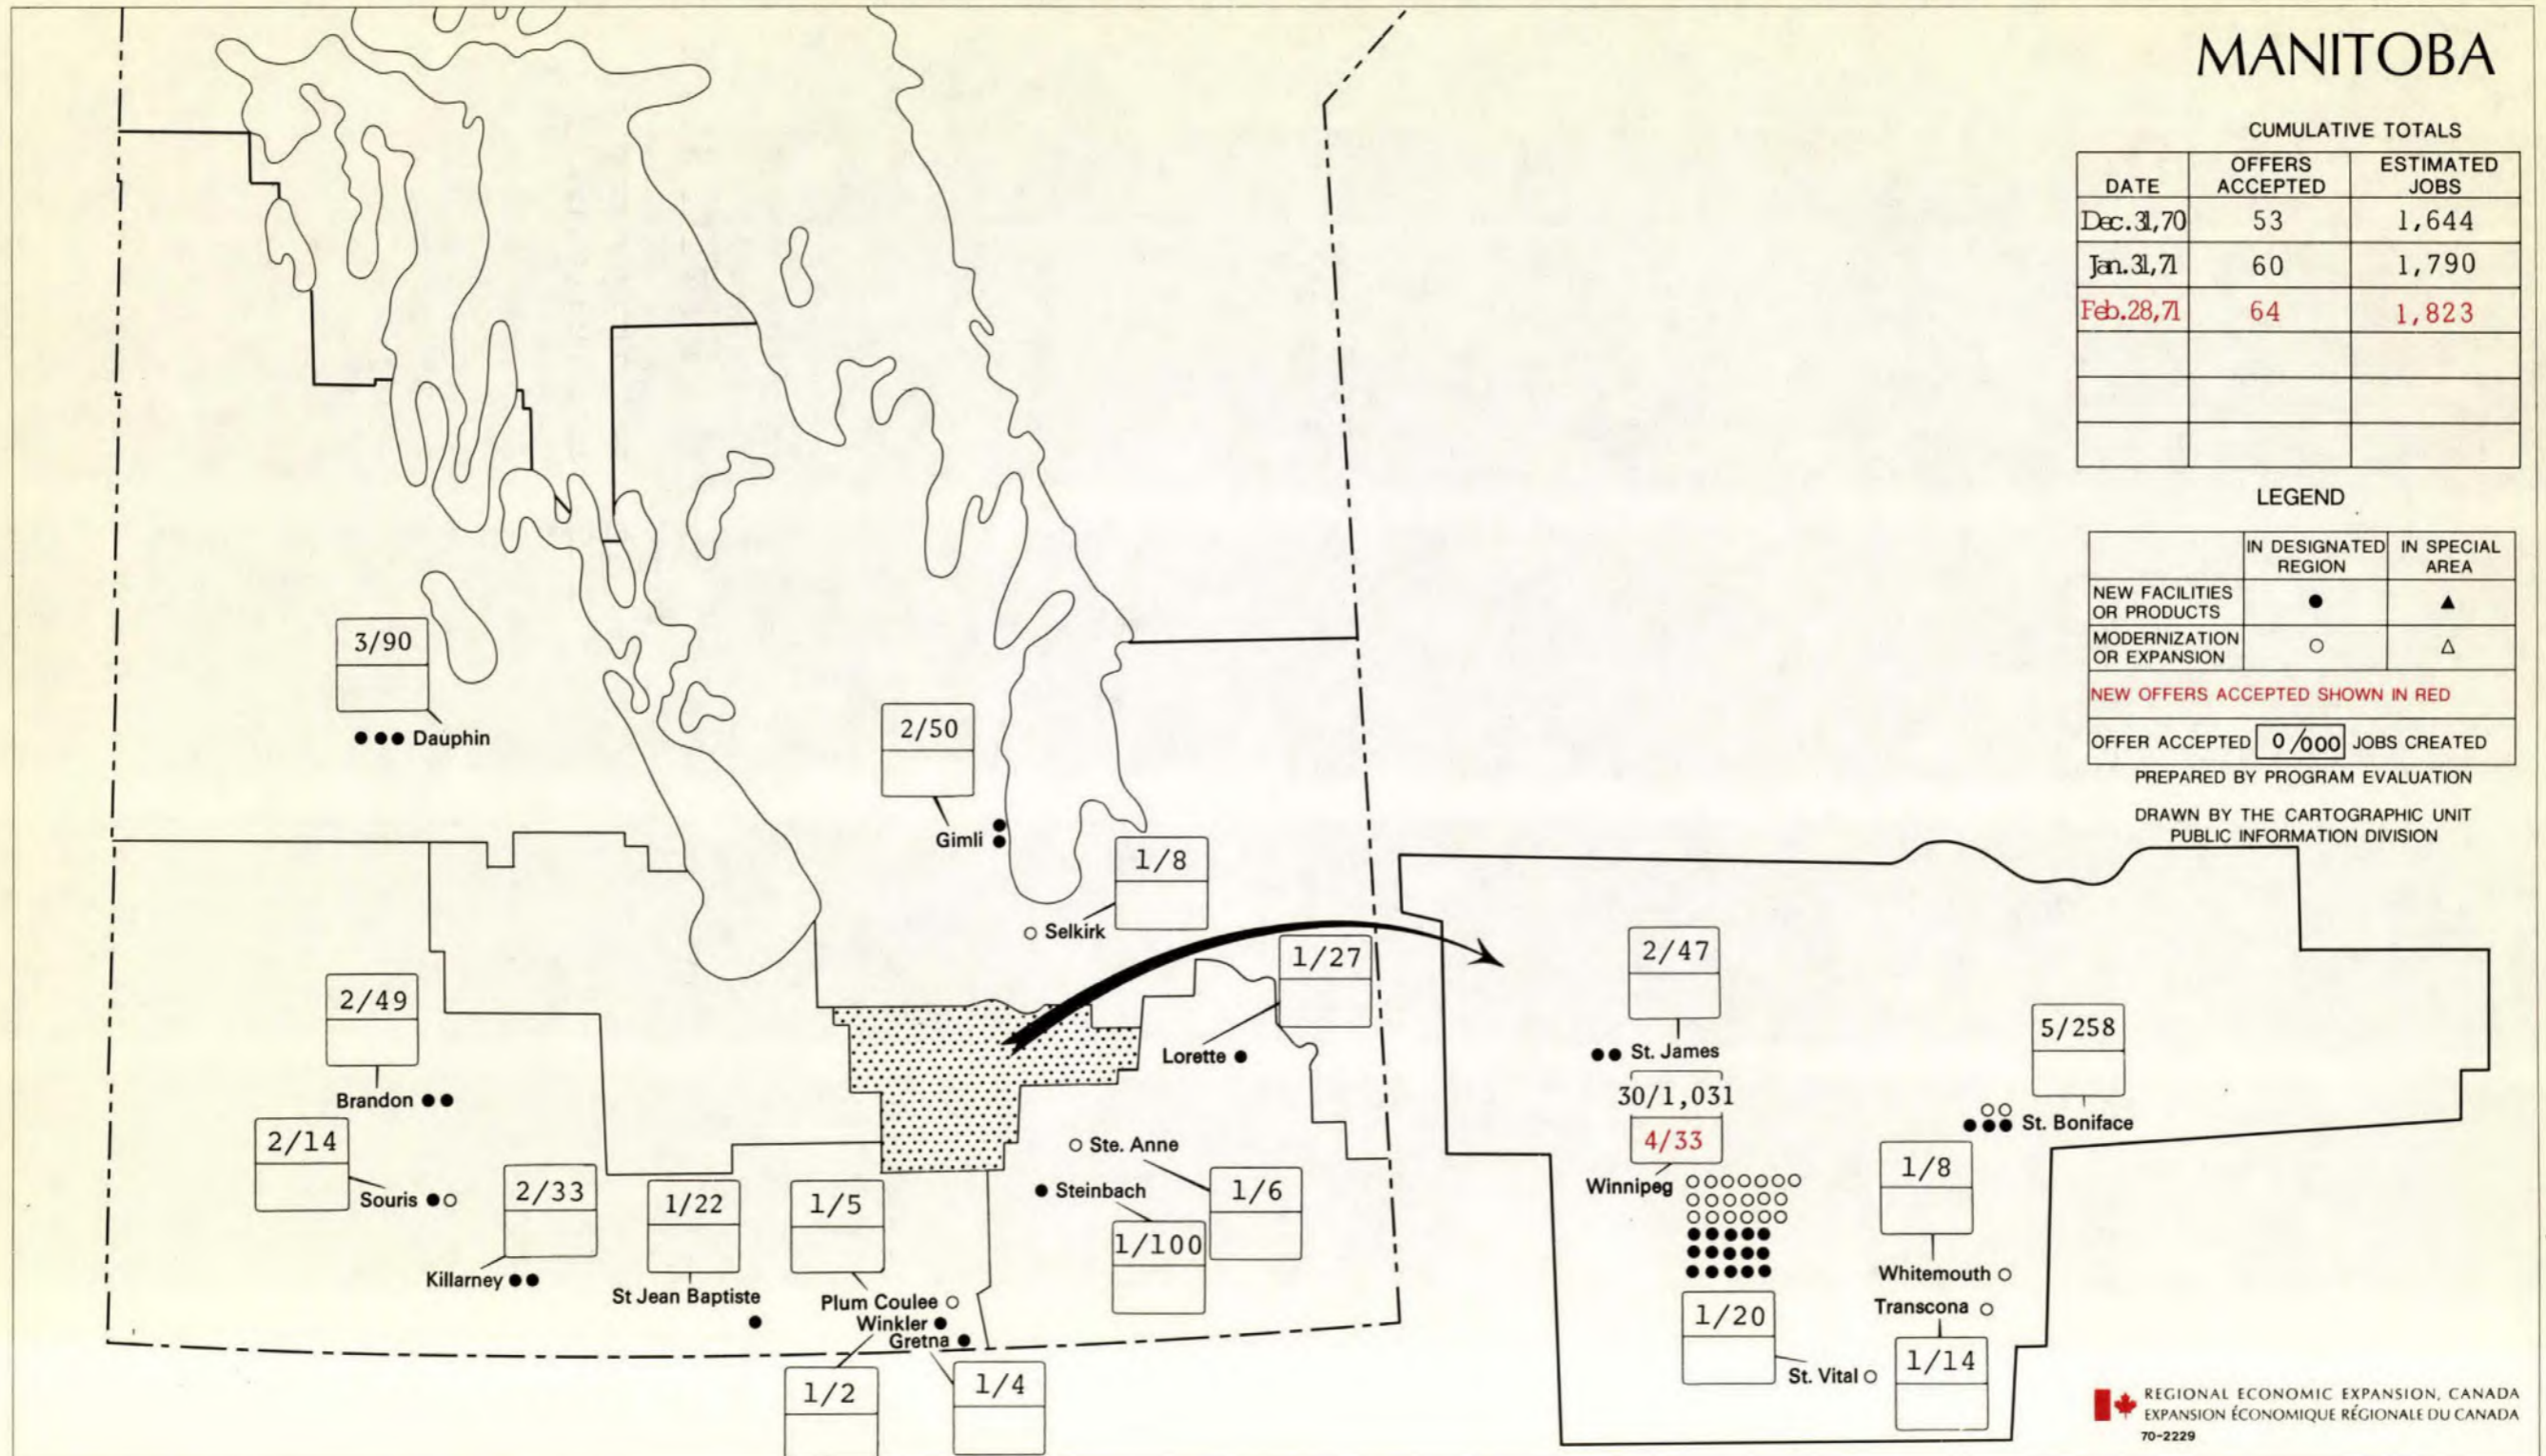 MANITOBA
CUMULATIVE TOTALS
DATE OFFERS ACCEPTED ESTIMATED JOBS
Dec.31,70 53 1,644
Jan.31,71 60 1,790
Feb.28,71 64 1,823
LEGEND
IN DESIGNATED REGION IN SPECIAL AREA
NEW FACILITIES OR PRODUCTS
MODERNIZATION OR EXPANSION
NEW OFFERS ACCEPTED SHOWN IN RED
OFFER ACCEPTED 0/000 JOBS CREATED
PREPARED BY PROGRAM EVALUATION
DRAWN BY THE CARTOGRAPHIC UNIT
PUBLIC INFORMATION DIVISION
3/90
Dauphin
2/50
Gimli
1/8
Selkirk
1/27
Lorette
2/49
Brandon
2/14
Souris
2/33
Killarney
1/22
St Jean Baptiste
1/5
Plum Coulee
Winkler
Gretna
1/2
1/4
Ste. Anne
1/6
Steinbach
1/100
2/47
St. James
30/1,031
4/33
Winnipeg
5/258
St. Boniface
1/8
Whitemouth
Transcona
1/14
1/20
St. Vital
REGIONAL ECONOMIC EXPANSION, CANADA
EXPANSION ÉCONOMIQUE RÉGIONALE DU CANADA
70-2229